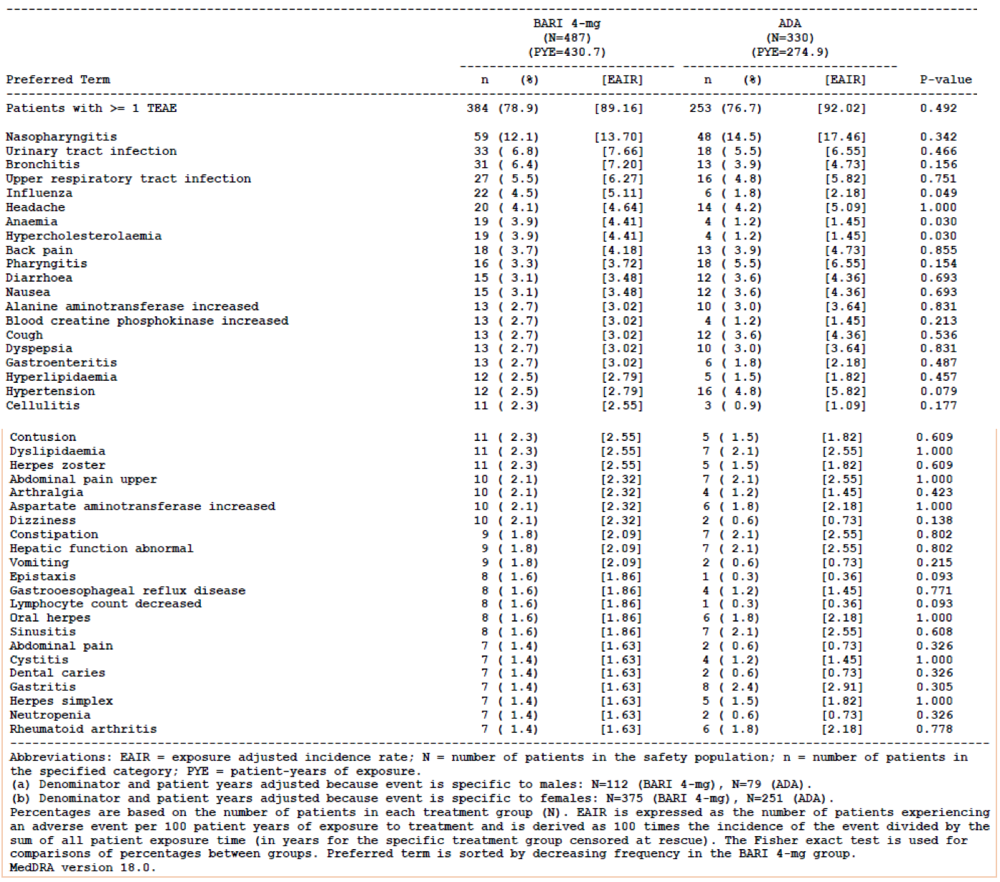 BARI 4-mg ADA
(N=487) (N=330)
(PYE=430.7) (PYE=274.9)
Preferred Term n (%) [EAIR] n (%) [EAIR] P-value
Patients with >= 1 TEAE 384 (78.9) [89.16] 253 (76.7) [92.02] 0.492
Nasopharyngitis 59 (12.1) [13.70] 48 (14.5) [17.46] 0.342
Urinary tract infection 33 ( 6.8) [7.66] 18 ( 5.5) [6.55] 0.466
Bronchitis 31 ( 6.4) [7.20] 13 ( 3.9) [4.73] 0.156
Upper respiratory tract infection 27 ( 5.5) [6.27] 16 ( 4.8) [5.82] 0.751
Influenza 22 ( 4.5) [5.11] 6 ( 1.8) [2.18] 0.049
Headache 20 ( 4.1) [4.64] 14 ( 4.2) [5.09] 1.000
Anaemia 19 ( 3.9) [4.41] 4 ( 1.2) [1.45] 0.030
Hypercholesterolaemia 19 ( 3.9) [4.41] 4 ( 1.2) [1.45] 0.030
Back pain 18 ( 3.7) [4.18] 13 ( 3.9) [4.73] 0.855
Pharyngitis 16 ( 3.3) [3.72] 18 ( 5.5) [6.55] 0.154
Diarrhoea 15 ( 3.1) [3.48] 12 ( 3.6) [4.36] 0.693
Nausea 15 ( 3.1) [3.48] 12 ( 3.6) [4.36] 0.693
Alanine aminotransferase increased 13 ( 2.7) [3.02] 10 ( 3.0) [3.64] 0.831
Blood creatine phosphokinase increased 13 ( 2.7) [3.02] 4 ( 1.2) [1.45] 0.213
Cough 13 ( 2.7) [3.02] 12 ( 3.6) [4.36] 0.536
Dyspepsia 13 ( 2.7) [3.02] 10 ( 3.0) [3.64] 0.831
Gastroenteritis 13 ( 2.7) [3.02] 6 ( 1.8) [2.18] 0.487
Hyperlipidaemia 12 ( 2.5) [2.79] 5 ( 1.5) [1.82] 0.457
Hypertension 12 ( 2.5) [2.79] 16 ( 4.8) [5.82] 0.079
Cellulitis 11 ( 2.3) [2.55] 3 ( 0.9) [1.09] 0.177
Contusion 11 ( 2.3) [2.55] 5 ( 1.5) [1.82] 0.609
Dyslipidaemia 11 ( 2.3) [2.55] 7 ( 2.1) [2.55] 1.000
Herpes zoster 11 ( 2.3) [2.55] 5 ( 1.5) [1.82] 0.609
Abdominal pain upper 10 ( 2.1) [2.32] 7 ( 2.1) [2.55] 1.000
Arthralgia 10 ( 2.1) [2.32] 4 ( 1.2) [1.45] 0.423
Aspartate aminotransferase increased 10 ( 2.1) [2.32] 6 ( 1.8) [2.18] 1.000
Dizziness 10 ( 2.1) [2.32] 2 ( 0.6) [0.73] 0.138
Constipation 9 ( 1.8) [2.09] 7 ( 2.1) [2.55] 0.802
Hepatic function abnormal 9 ( 1.8) [2.09] 7 ( 2.1) [2.55] 0.802
Vomiting 9 ( 1.8) [2.09] 2 ( 0.6) [0.73] 0.215
Epistaxis 8 ( 1.6) [1.86] 1 ( 0.3) [0.36] 0.093
Gastrooesophageal reflux disease 8 ( 1.6) [1.86] 4 ( 1.2) [1.45] 0.771
Lymphocyte count decreased 8 ( 1.6) [1.86] 1 ( 0.3) [0.36] 0.093
Oral herpes 8 ( 1.6) [1.86] 6 ( 1.8) [2.18] 1.000
Sinusitis 8 ( 1.6) [1.86] 7 ( 2.1) [2.55] 0.608
Abdominal pain 7 ( 1.4) [1.63] 2 ( 0.6) [0.73] 0.326
Cystitis 7 ( 1.4) [1.63] 4 ( 1.2) [1.45] 1.000
Dental caries 7 ( 1.4) [1.63] 2 ( 0.6) [0.73] 0.326
Gastritis 7 ( 1.4) [1.63] 8 ( 2.4) [2.91] 0.305
Herpes simplex 7 ( 1.4) [1.63] 5 ( 1.5) [1.82] 1.000
Neutropenia 7 ( 1.4) [1.63] 2 ( 0.6) [0.73] 0.326
Rheumatoid arthritis 7 ( 1.4) [1.63] 6 ( 1.8) [2.18] 0.778
Abbreviations: EAIR = exposure adjusted incidence rate; N = number of patients in the safety population; n = number of patients in
the specified category; PYE = patient-years of exposure.
(a) Denominator and patient years adjusted because event is specific to males: N=112 (BARI 4-mg), N=79 (ADA).
(b) Denominator and patient years adjusted because event is specific to females: N=375 (BARI 4-mg), N=251 (ADA).
Percentages are based on the number of patients in each treatment group (N). EAIR is expressed as the number of patients experiencing
an adverse event per 100 patient years of exposure to treatment and is derived as 100 times the incidence of the event divided by the
sum of all patient exposure time (in years for the specific treatment group censored at rescue). The Fisher exact test is used for
comparisons of percentages between groups. Preferred term is sorted by decreasing frequency in the BARI 4-mg group.
MedDRA version 18.0.